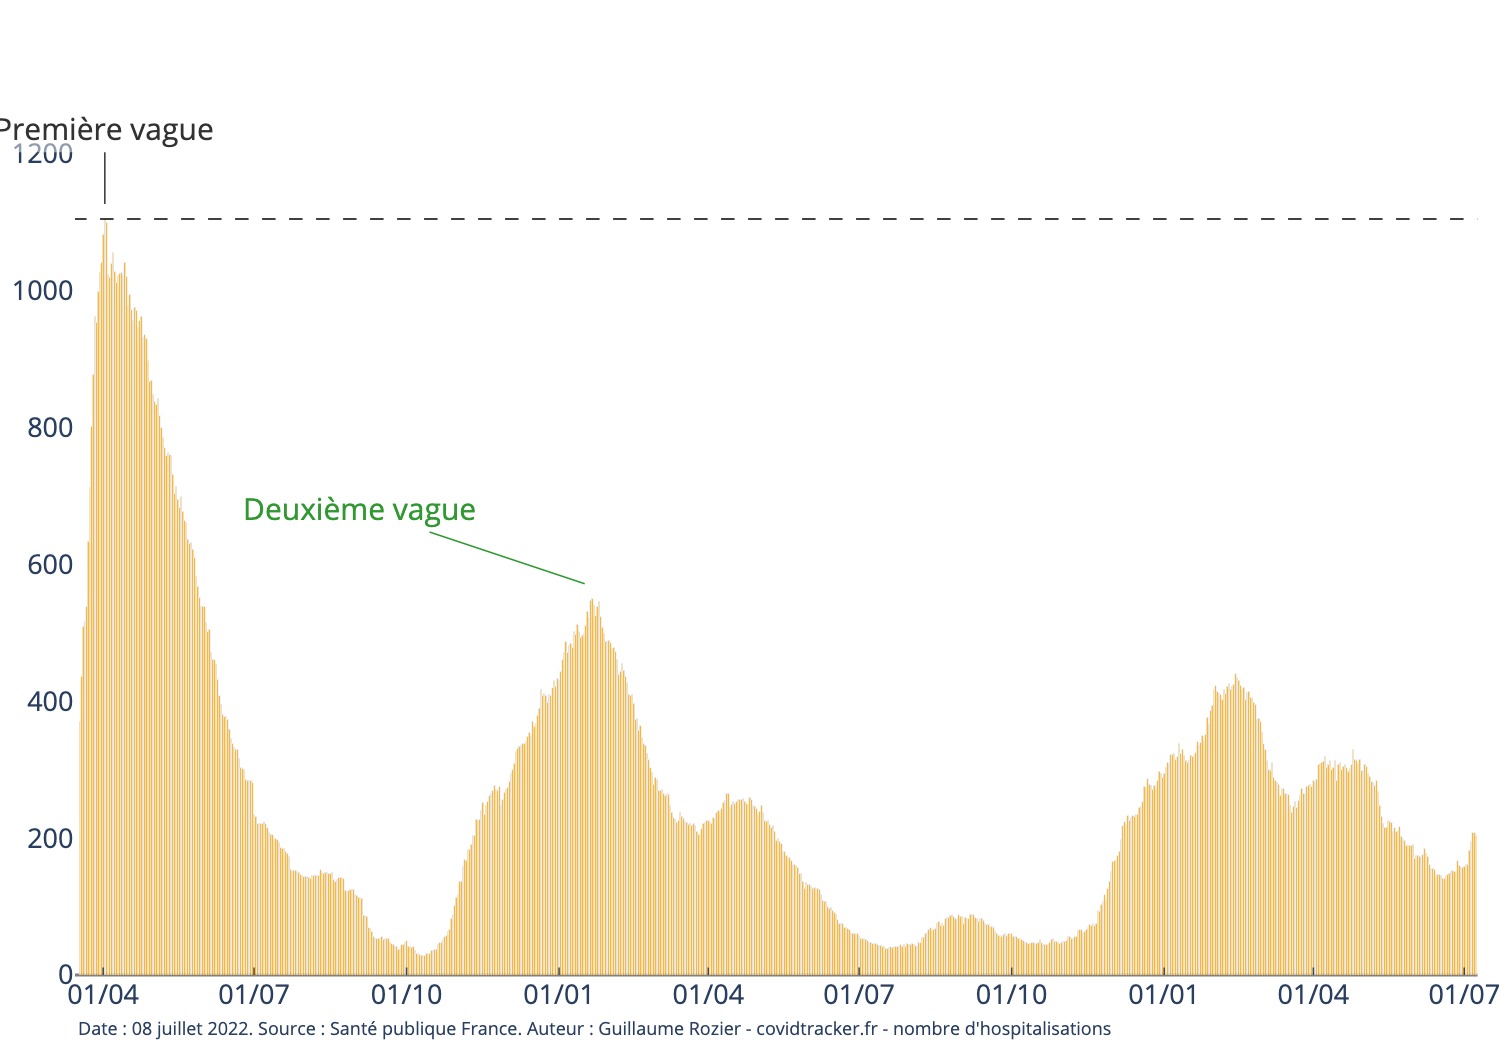 Première vague
1200
1000
800
Deuxième vague
600
400
200
0
01/04 01/07 01/10 01/01 01/04 01/07 01/10 01/01 01/04 01/07
Date : 08 juillet 2022. Source : Santé publique France. Auteur : Guillaume Rozier - covidtracker.fr - nombre d'hospitalisations